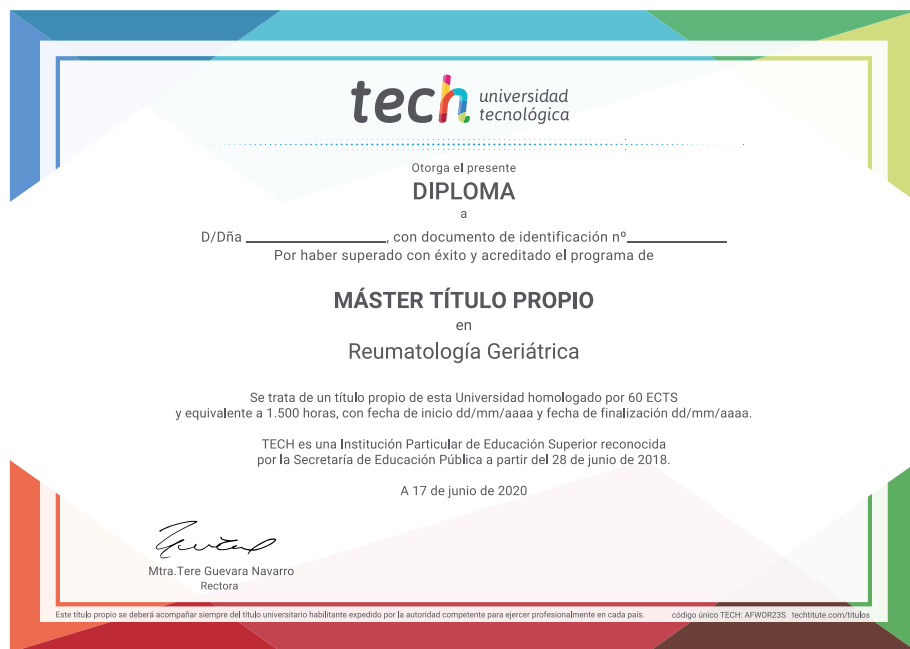 tech universidad
tecnológica
Otorga el presente
DIPLOMA
a
D/Dña ____________, con documento de identificación nº____________
Por haber superado con éxito y acreditado el programa de
MÁSTER TÍTULO PROPIO
en
Reumatología Geriátrica
Se trata de un título propio de esta Universidad homologado por 60 ECTS
y equivalente a 1.500 horas, con fecha de inicio dd/mm/aaaa y fecha de finalización dd/mm/aaaa.
TECH es una Institución Particular de Educación Superior reconocida
por la Secretaría de Educación Pública a partir del 28 de junio de 2018.
A 17 de junio de 2020
Mtra.Tere Guevara Navarro
Rectora
Este título propio se deberá acompañar siempre del título universitario habilitante expedido por la autoridad competente para ejercer profesionalmente en cada país. código único TECH: AFWOR23S techtitute.com/titulos